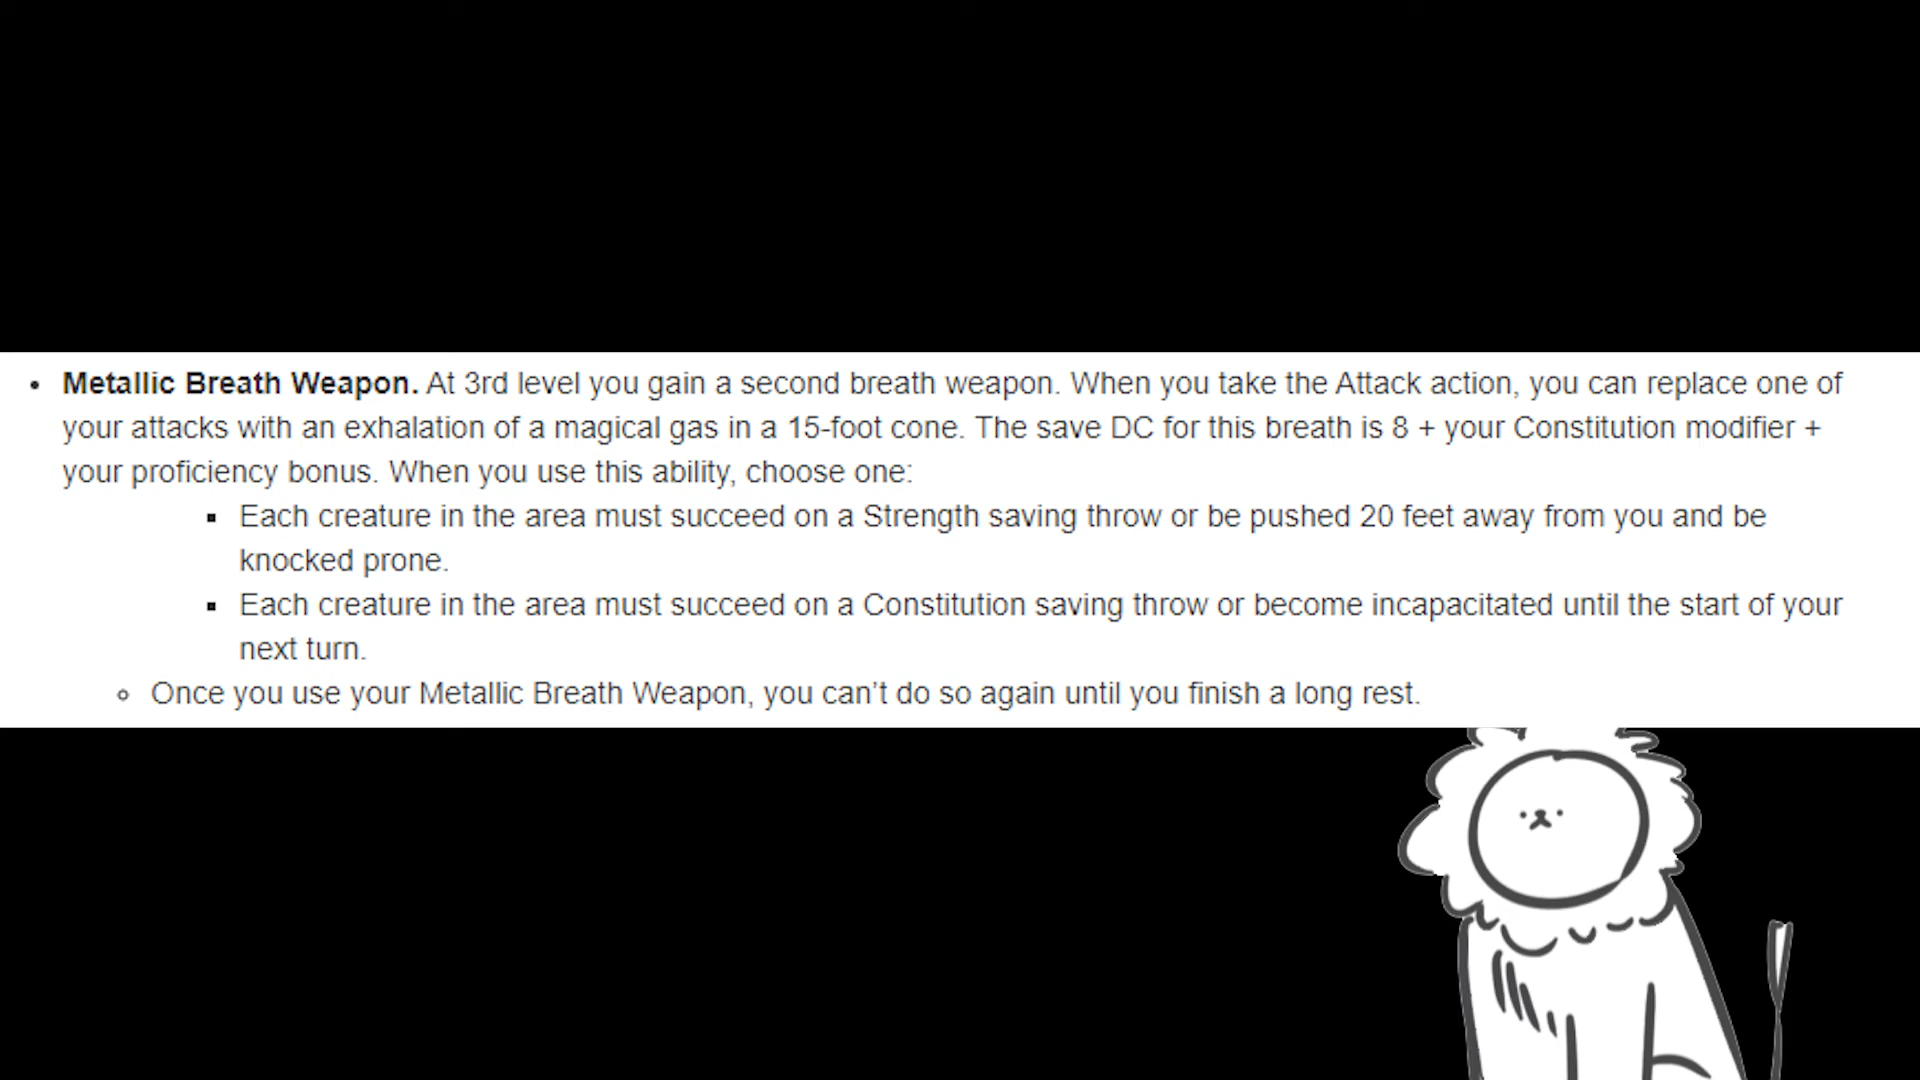 Metallic Breath Weapon. At 3rd level you gain a second breath weapon. When you take the Attack action, you can replace one of
your attacks with an exhalation of a magical gas in a 15-foot cone. The save DC for this breath is 8 + your Constitution modifier +
your proficiency bonus. When you use this ability, choose one:
Each creature in the area must succeed on a Strength saving throw or be pushed 20 feet away from you and be
knocked prone.
Each creature in the area must succeed on a Constitution saving throw or become incapacitated until the start of your
next turn.
Once you use your Metallic Breath Weapon, you can’t do so again until you finish a long rest.